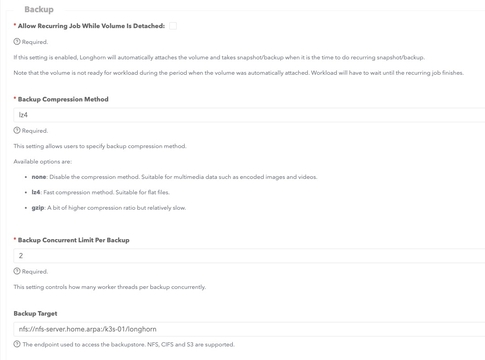 Backup
* Allow Recurring Job While Volume Is Detached:
Required.
If this setting is enabled, Longhorn will automatically attaches the volume and takes snapshot/backup when it is the time to do recurring snapshot/backup.
Note that the volume is not ready for workload during the period when the volume was automatically attached. Workload will have to wait until the recurring job finishes.
* Backup Compression Method
lz4
Required.
This setting allows users to specify backup compression method.
Available options are:
• none: Disable the compression method. Suitable for multimedia data such as encoded images and videos.
• lz4: Fast compression method. Suitable for flat files.
• gzip: A bit of higher compression ratio but relatively slow.
* Backup Concurrent Limit Per Backup
2
Required.
This setting controls how many worker threads per backup concurrently.
Backup Target
nfs://nfs-server.home.arpa:/k3s-01/longhorn
The endpoint used to access the backupstore. NFS, CIFS and S3 are supported.